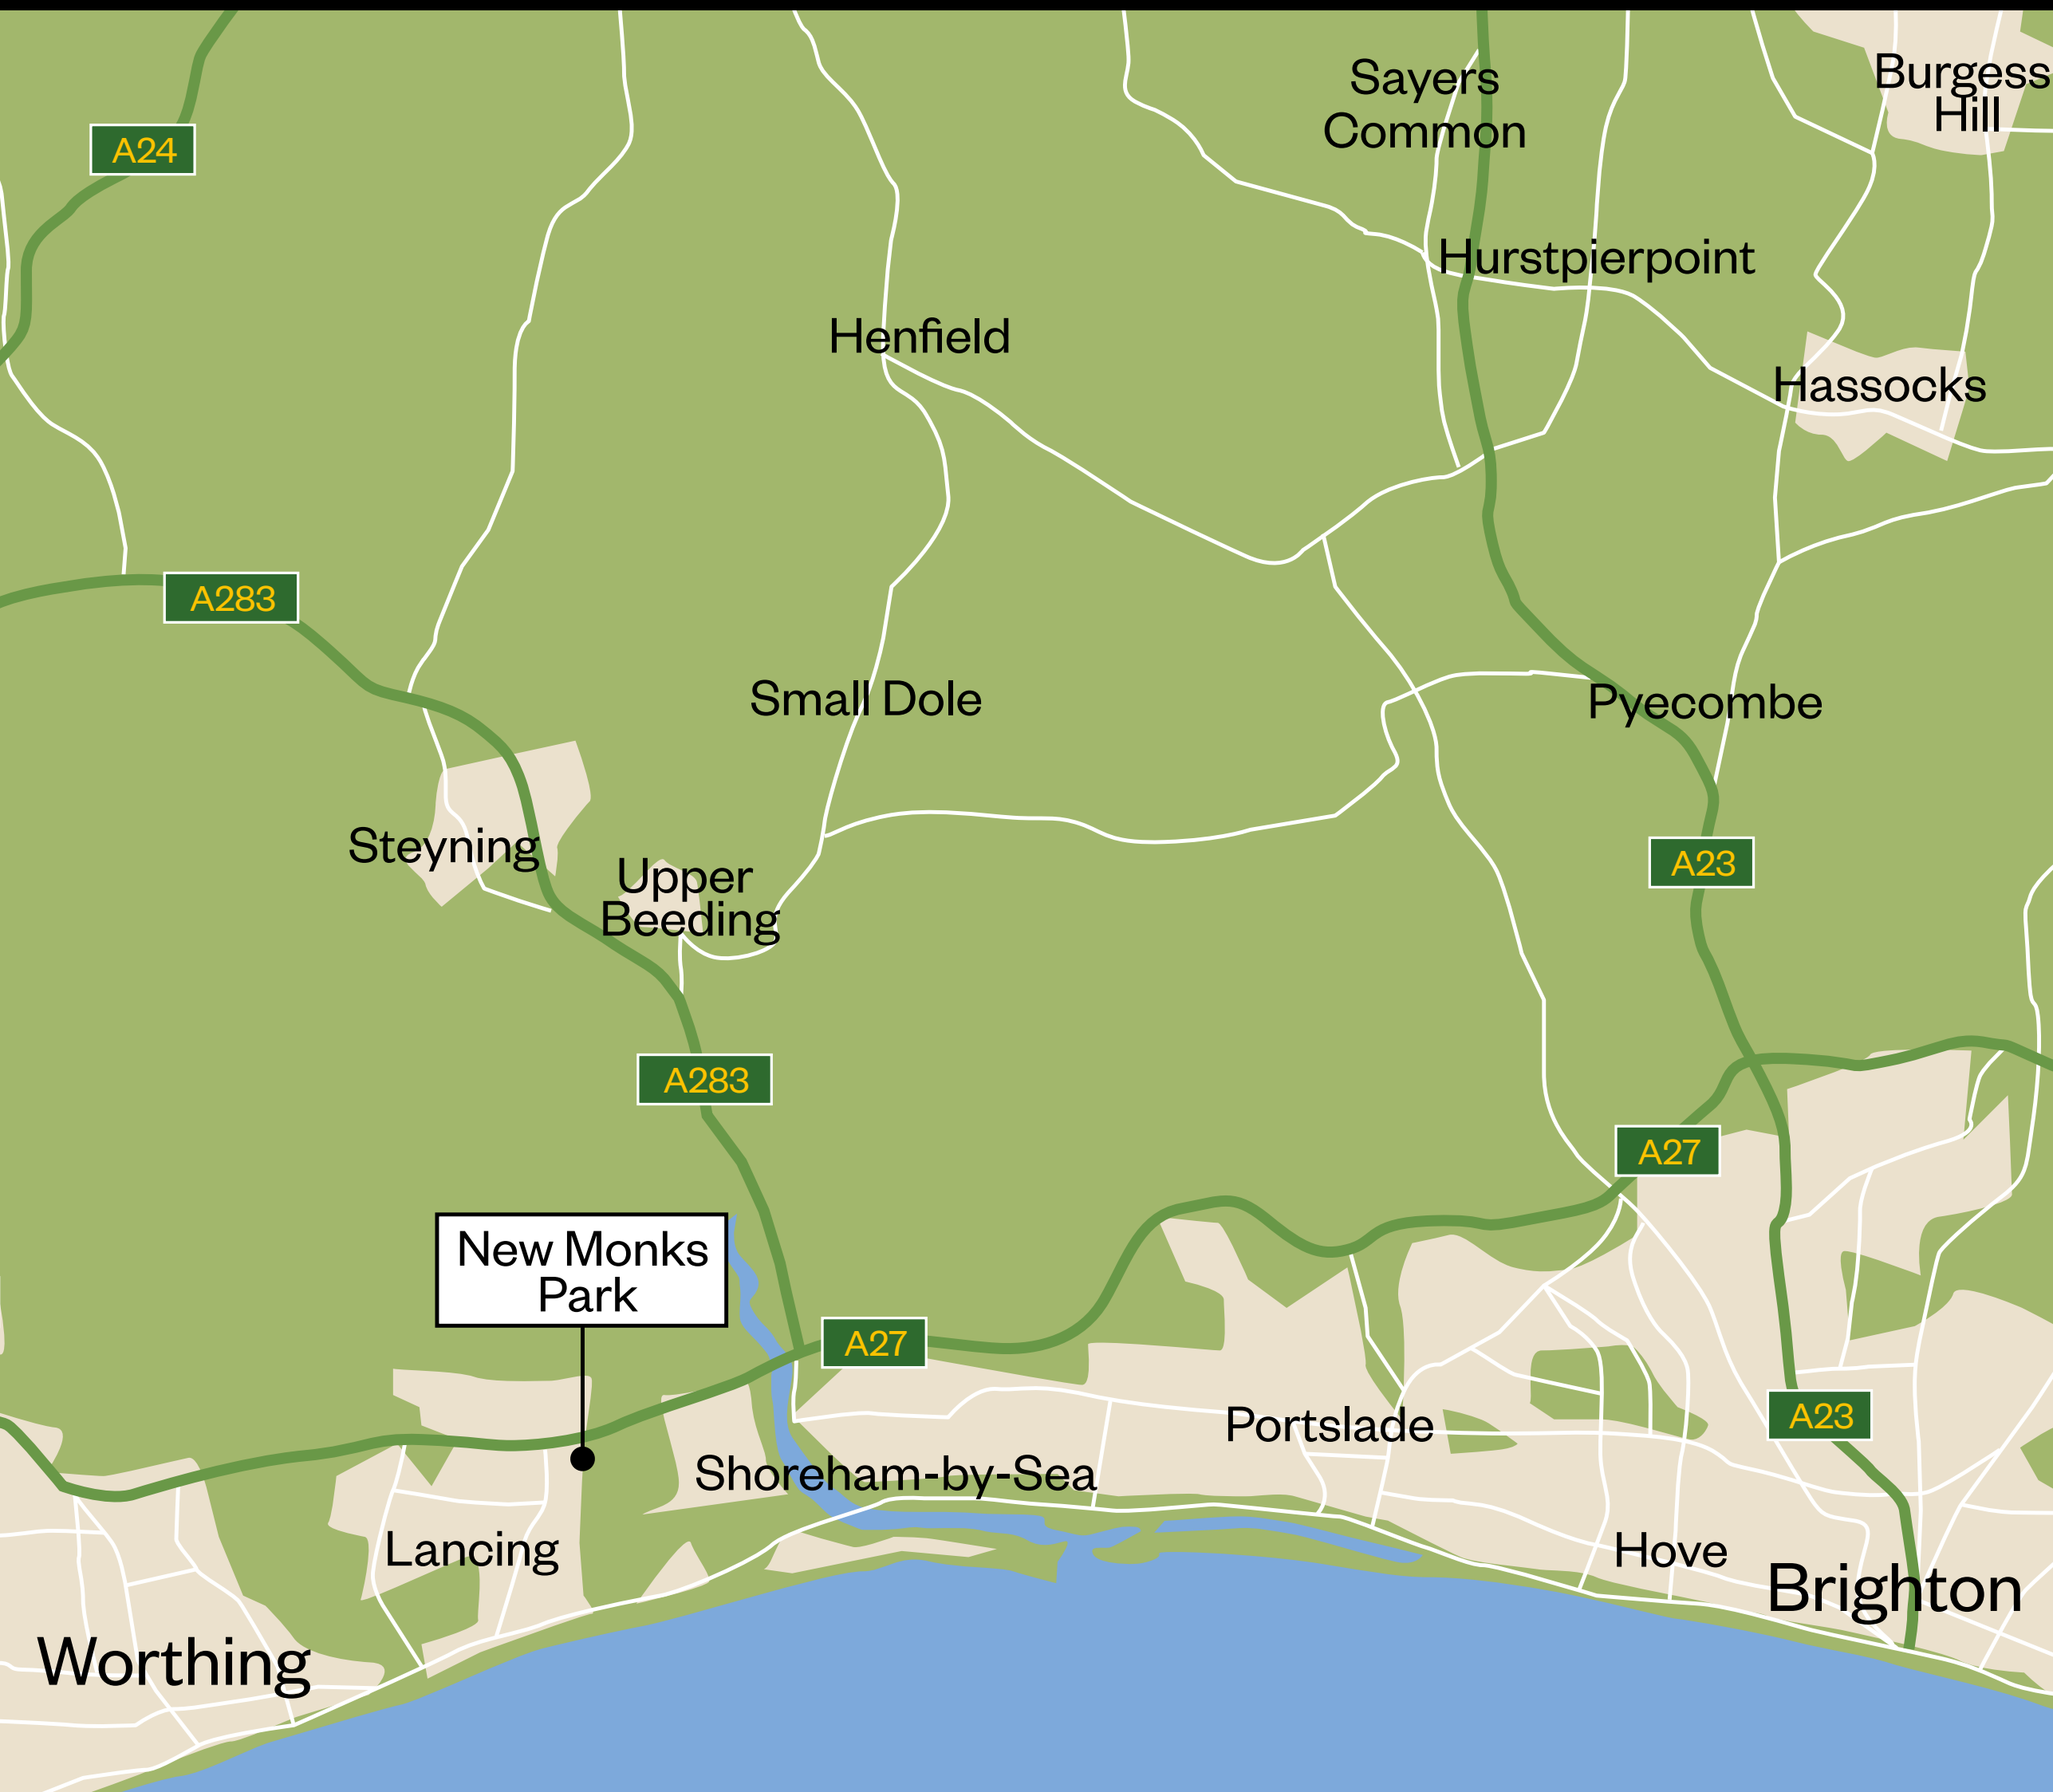 Sayers
Common
Burgess
Hill
A24
Hurstpierpoint
Henfield
Hassocks
A283
Small Dole
Pyecombe
Steyning
Upper
Beeding
A23
A283
A27
New Monks
Park
A27
A23
Portslade
Shoreham-by-Sea
Lancing
Hove
Brighton
Worthing